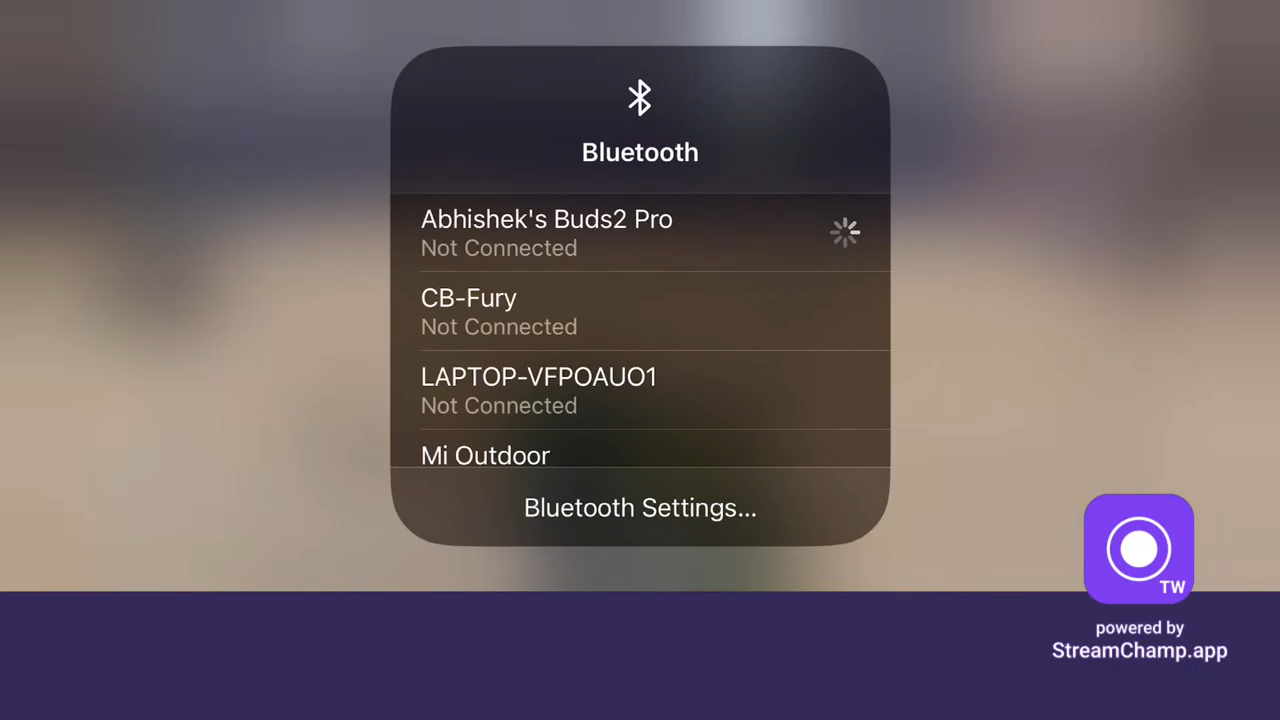 Bluetooth
Abhishek's Buds2 Pro
Not Connected
CB-Fury
Not Connected
LAPTOP-VFPOAUO1
Not Connected
Mi Outdoor
Bluetooth Settings...
TW
powered by
StreamChamp.app